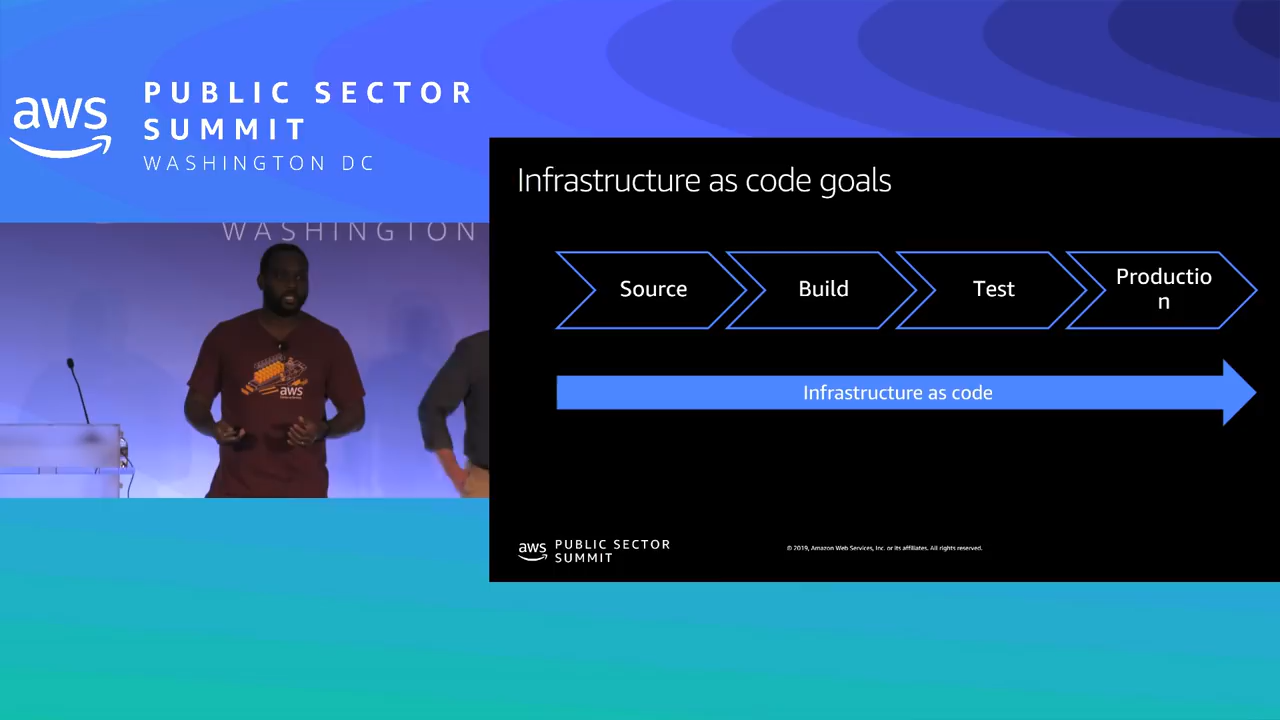 aws
PUBLIC SECTOR
SUMMIT
WASHINGTON DC
WASHINGTON
aws
Infrastructure as code goals
Source
Build
Test
Productio
n
Infrastructure as code
aws
PUBLIC SECTOR
SUMMIT
© 2019, Amazon Web Services, Inc. or its affiliates. All rights reserved.